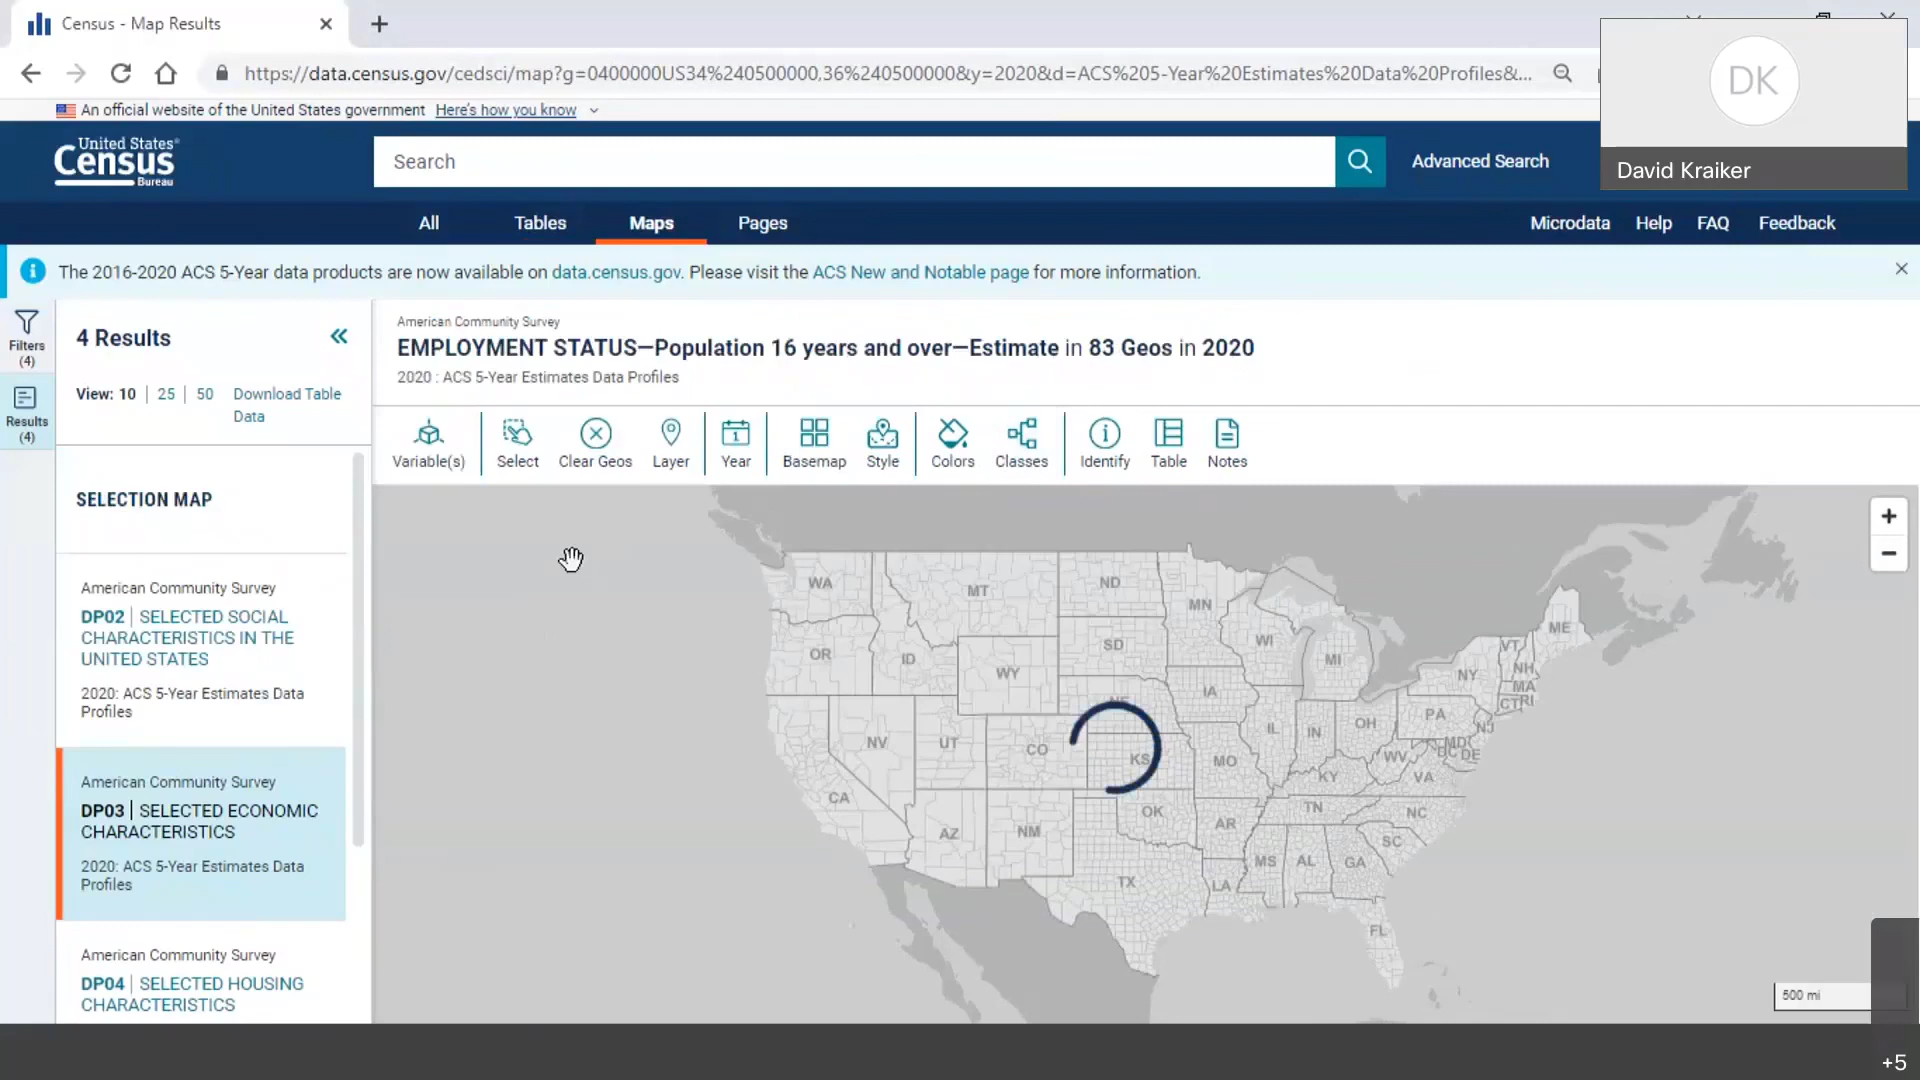 Census - Map Results
https://data.census.gov/cedsci/map?g=0400000US34%240500000,36%240500000&y=2020&d=ACS%205-Year%20Estimates%20Data%20Profiles&...
DK
David Kraiker
An official website of the United States government Here's how you know
United States®
Census
Bureau
Search
Advanced Search
All
Tables
Maps
Pages
Microdata
Help
FAQ
Feedback
The 2016-2020 ACS 5-Year data products are now available on data.census.gov. Please visit the ACS New and Notable page for more information.
Filters
(4)
Results
(4)
4 Results
View: 10 | 25 | 50
Download Table
Data
SELECTION MAP
American Community Survey
DP02 | SELECTED SOCIAL
CHARACTERISTICS IN THE
UNITED STATES
2020: ACS 5-Year Estimates Data
Profiles
American Community Survey
DP03 | SELECTED ECONOMIC
CHARACTERISTICS
2020: ACS 5-Year Estimates Data
Profiles
American Community Survey
DP04 | SELECTED HOUSING
CHARACTERISTICS
American Community Survey
EMPLOYMENT STATUS—Population 16 years and over—Estimate in 83 Geos in 2020
2020 : ACS 5-Year Estimates Data Profiles
Variable(s)
Select
Clear Geos
Layer
1
Year
Basemap
Style
Colors
Classes
Identify
Table
Notes
WA
MT
ND
MN
ME
OR
ID
WY
SD
WI
MI
VT
NH
NY
MA
CT RI
NE
IA
PA
NJ
NV
UT
CO
KS
MO
IL
IN
OH
WV
MD
DC DE
VA
KY
CA
AZ
NM
OK
AR
TN
NC
SC
MS
AL
GA
TX
LA
FL
+
−
500 mi
+5